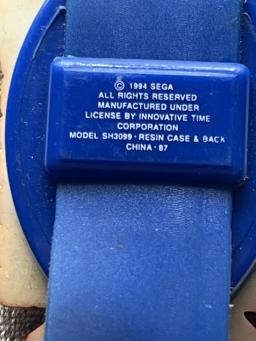 © 1994 SEGA
ALL RIGHTS RESERVED
MANUFACTURED UNDER
LICENSE BY INNOVATIVE TIME
CORPORATION
MODEL SH3099 · RESIN CASE & BACK
CHINA · 87